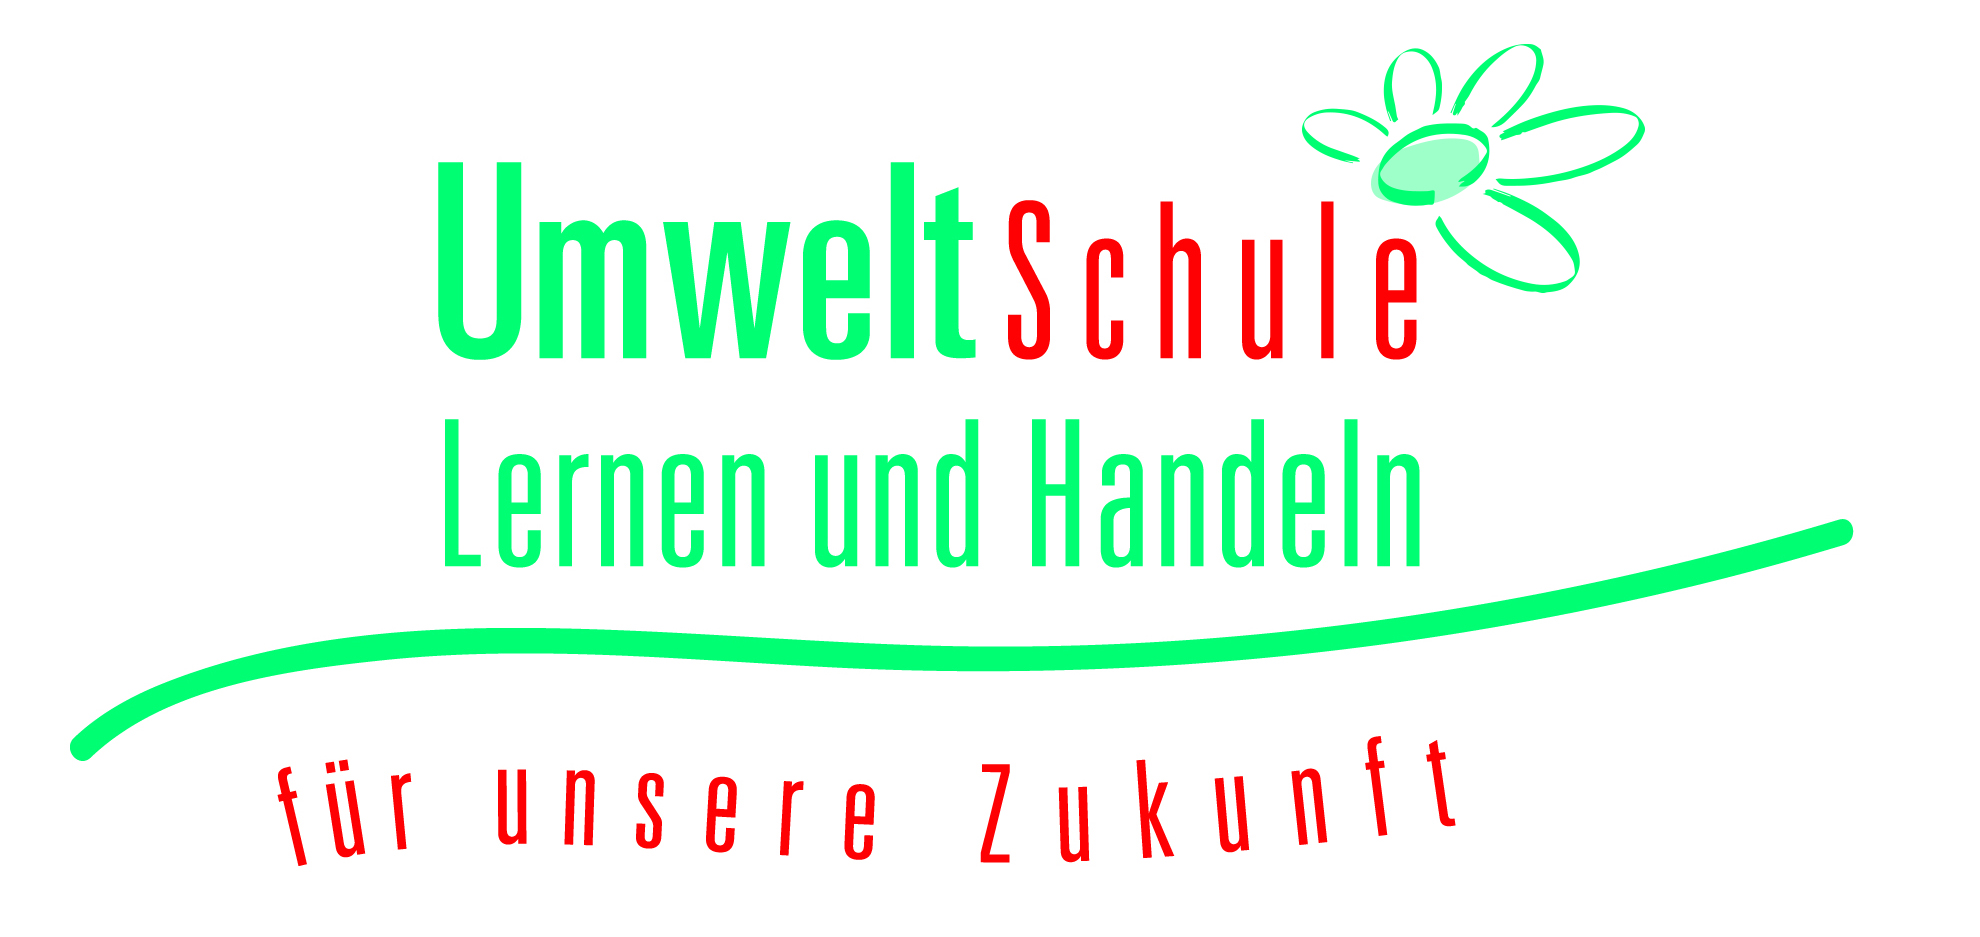 UmweltSchule
Lernen und Handeln
für unsere Zukunft